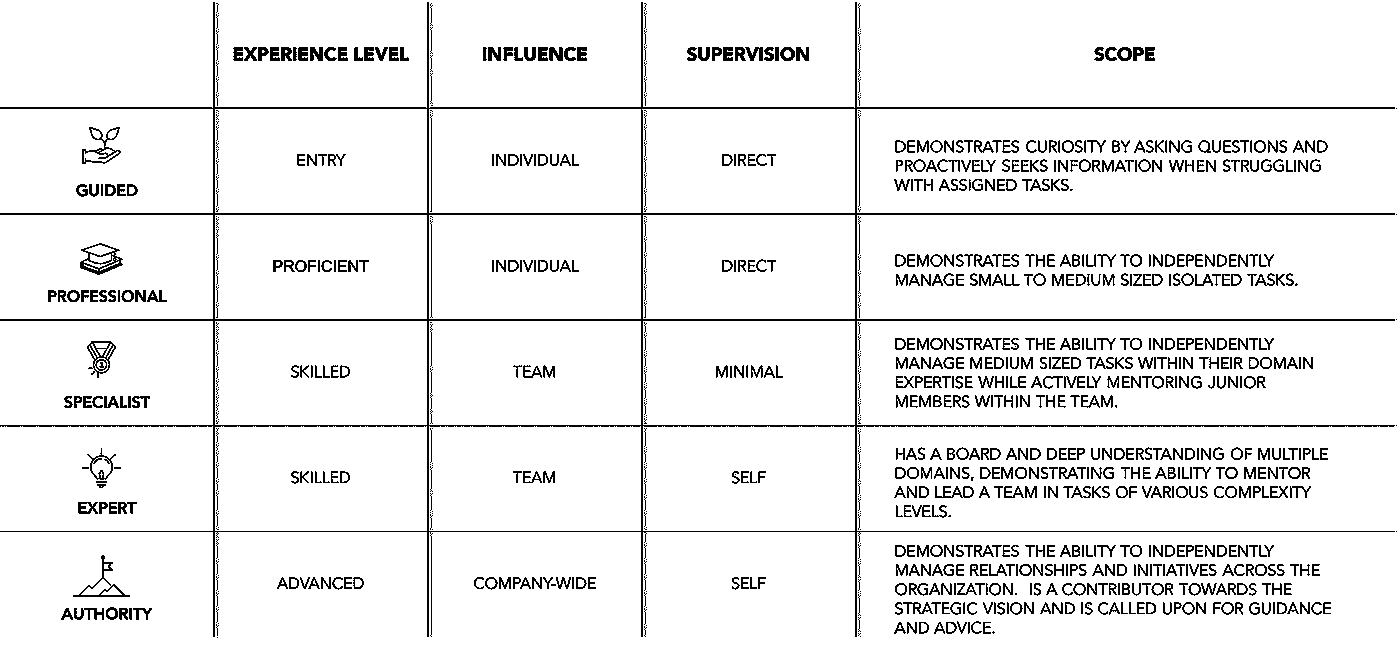 EXPERIENCE LEVEL
INFLUENCE
SUPERVISION
SCOPE
GUIDED
ENTRY
INDIVIDUAL
DIRECT
DEMONSTRATES CURIOSITY BY ASKING QUESTIONS AND
PROACTIVELY SEEKS INFORMATION WHEN STRUGGLING
WITH ASSIGNED TASKS.
PROFESSIONAL
PROFICIENT
INDIVIDUAL
DIRECT
DEMONSTRATES THE ABILITY TO INDEPENDENTLY
MANAGE SMALL TO MEDIUM SIZED ISOLATED TASKS.
SPECIALIST
SKILLED
TEAM
MINIMAL
DEMONSTRATES THE ABILITY TO INDEPENDENTLY
MANAGE MEDIUM SIZED TASKS WITHIN THEIR DOMAIN
EXPERTISE WHILE ACTIVELY MENTORING JUNIOR
MEMBERS WITHIN THE TEAM.
EXPERT
SKILLED
TEAM
SELF
HAS A BOARD AND DEEP UNDERSTANDING OF MULTIPLE
DOMAINS, DEMONSTRATING THE ABILITY TO MENTOR
AND LEAD A TEAM IN TASKS OF VARIOUS COMPLEXITY
LEVELS.
AUTHORITY
ADVANCED
COMPANY-WIDE
SELF
DEMONSTRATES THE ABILITY TO INDEPENDENTLY
MANAGE RELATIONSHIPS AND INITIATIVES ACROSS THE
ORGANIZATION. IS A CONTRIBUTOR TOWARDS THE
STRATEGIC VISION AND IS CALLED UPON FOR GUIDANCE
AND ADVICE.